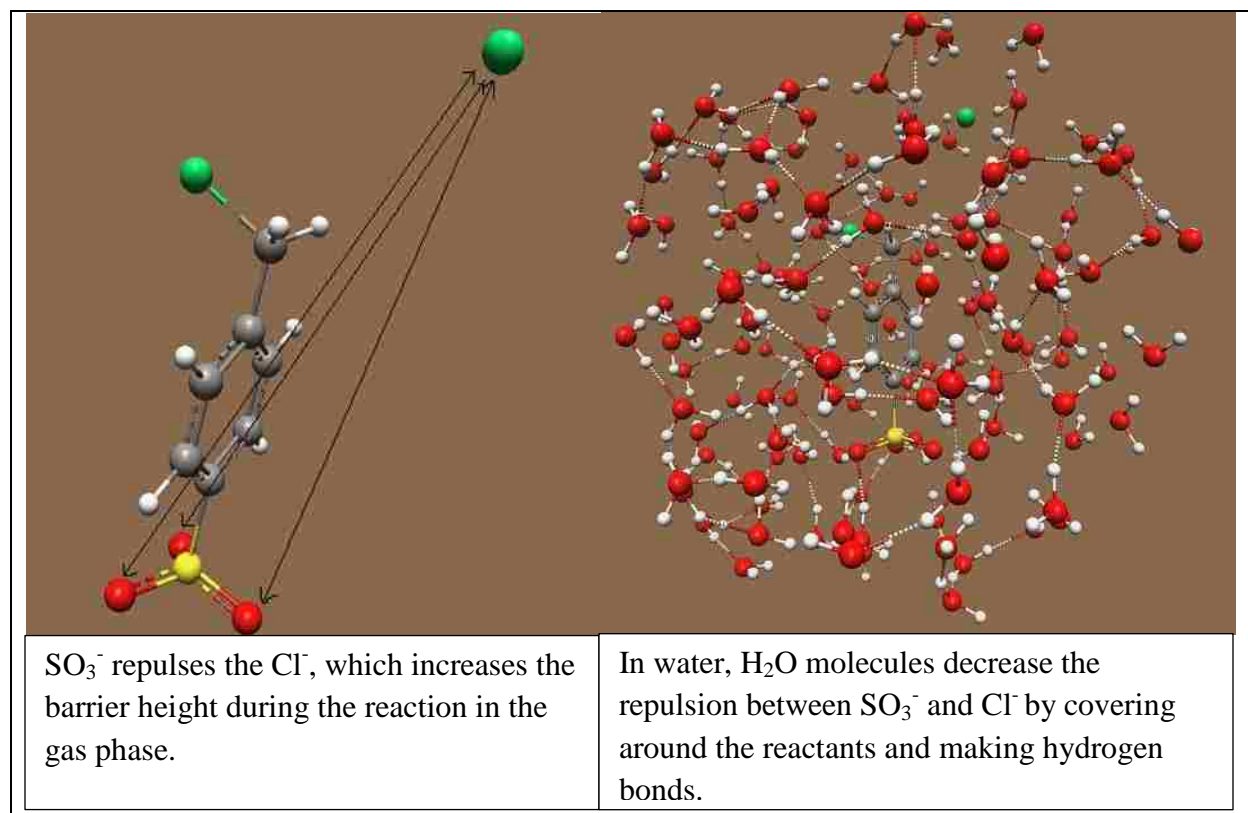 SO₃⁻ repulses the Cl⁻, which increases the
barrier height during the reaction in the
gas phase.
In water, H₂O molecules decrease the
repulsion between SO₃⁻ and Cl⁻ by covering
around the reactants and making hydrogen
bonds.